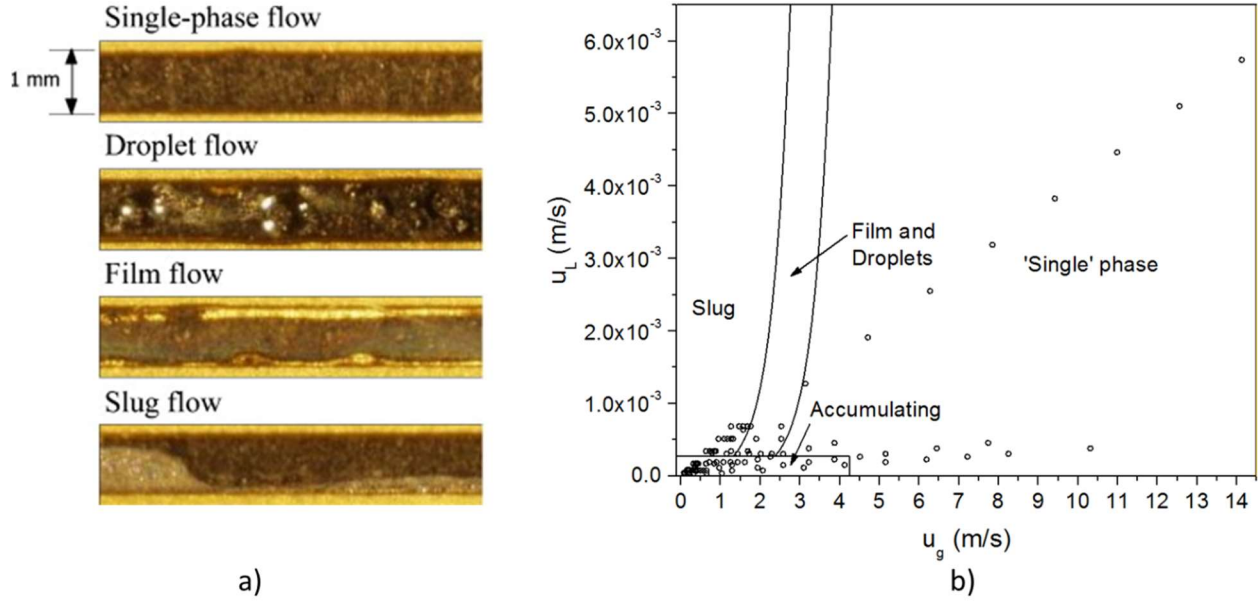 Single-phase flow
1 mm
Droplet flow
Film flow
Slug flow
a)
6.0x10⁻³
5.0x10⁻³
4.0x10⁻³
3.0x10⁻³
2.0x10⁻³
1.0x10⁻³
0.0
u_L (m/s)
Film and
Droplets
'Single' phase
Slug
Accumulating
0 1 2 3 4 5 6 7 8 9 10 11 12 13 14
u_g (m/s)
b)